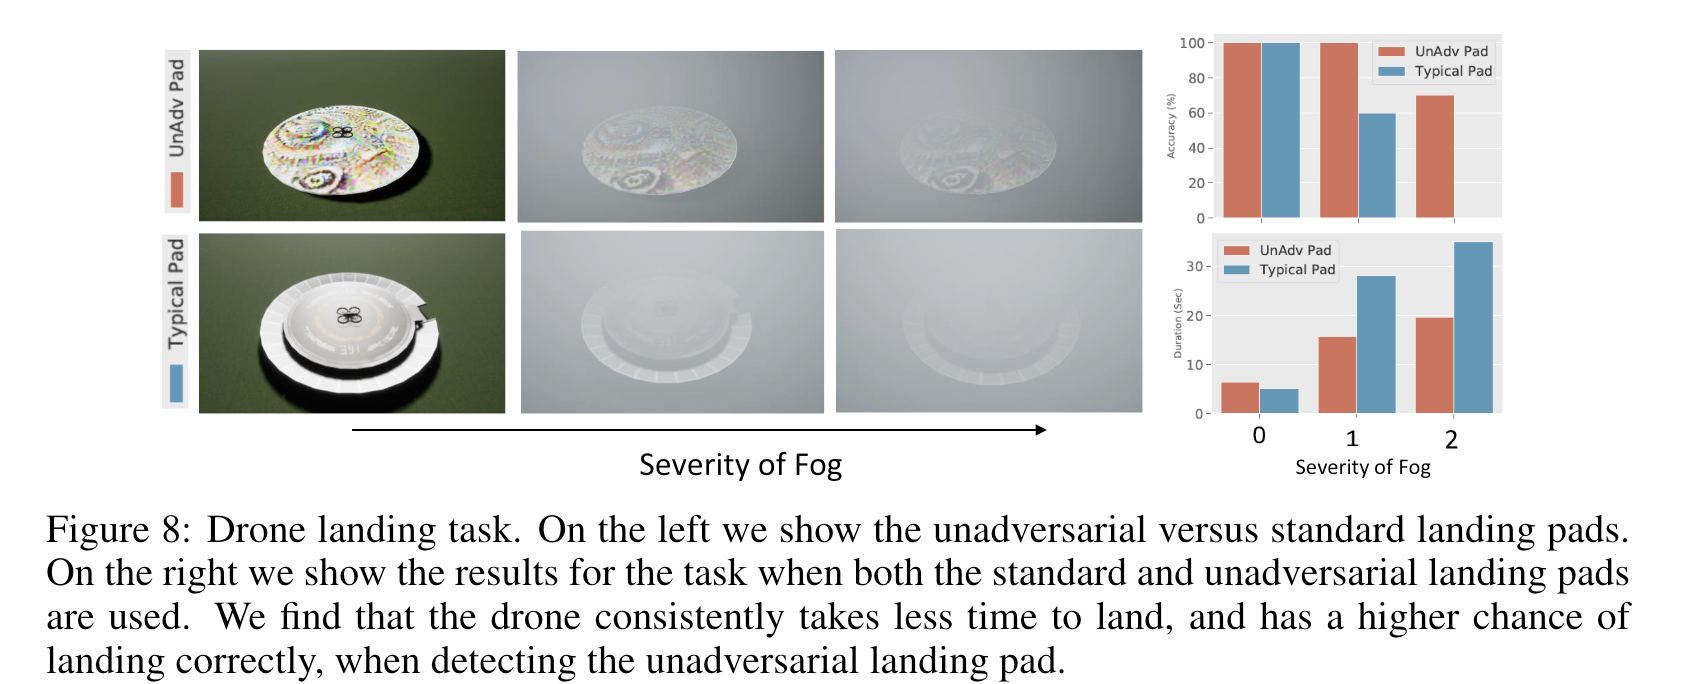 UnAdv Pad
Typical Pad
Severity of Fog
100
80
60
40
20
0
Accuracy (%)
UnAdv Pad
Typical Pad
30
20
10
0
Duration (Sec)
UnAdv Pad
Typical Pad
0 1 2
Severity of Fog
Figure 8: Drone landing task. On the left we show the unadversarial versus standard landing pads.
On the right we show the results for the task when both the standard and unadversarial landing pads
are used. We find that the drone consistently takes less time to land, and has a higher chance of
landing correctly, when detecting the unadversarial landing pad.